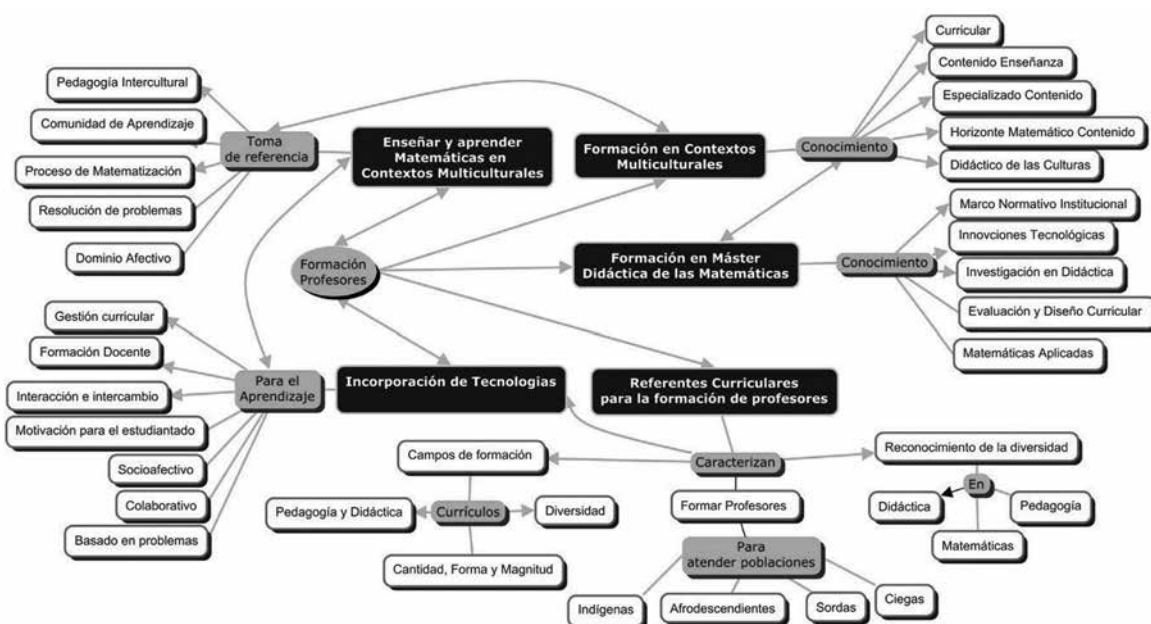 Curricular
Contenido Enseñanza
Especializado Contenido
Horizonte Matemático Contenido
Didáctico de las Culturas
Pedagogía Intercultural
Comunidad de Aprendizaje
Proceso de Matematización
Resolución de problemas
Dominio Afectivo
Toma
de referencia
Enseñar y aprender
Matemáticas en
Contextos Multiculturales
Formación en Contextos
Multiculturales
Conocimiento
Formación
Profesores
Formación en Máster
Didáctica de las Matemáticas
Conocimiento
Marco Normativo Institucional
Innovciones Tecnológicas
Investigación en Didáctica
Evaluación y Diseño Curricular
Matemáticas Aplicadas
Gestión curricular
Formación Docente
Interacción e intercambio
Motivación para el estudiantado
Socioafectivo
Colaborativo
Basado en problemas
Para el
Aprendizaje
Incorporación de Tecnologias
Referentes Curriculares
para la formación de profesores
Caracterizan
Campos de formación
Currículos
Pedagogía y Didáctica
Diversidad
Cantidad, Forma y Magnitud
Formar Profesores
Para
atender poblaciones
Indígenas
Afrodescendientes
Sordas
Ciegas
Reconocimiento de la diversidad
En
Didáctica
Pedagogía
Matemáticas